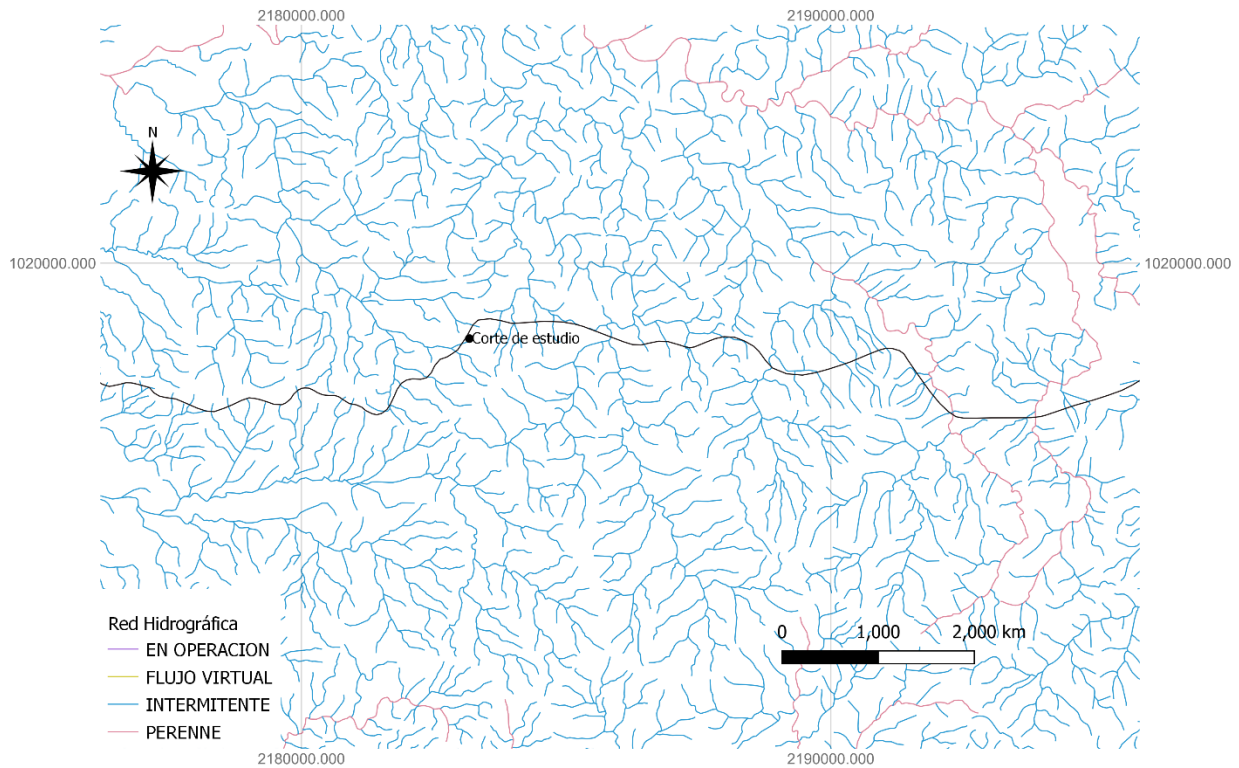 2180000.000 2190000.000
N
1020000.000 1020000.000
Corte de estudio
Red Hidrográfica
EN OPERACION
FLUJO VIRTUAL
INTERMITENTE
PERENNE
0 1,000 2,000 km
2180000.000 2190000.000